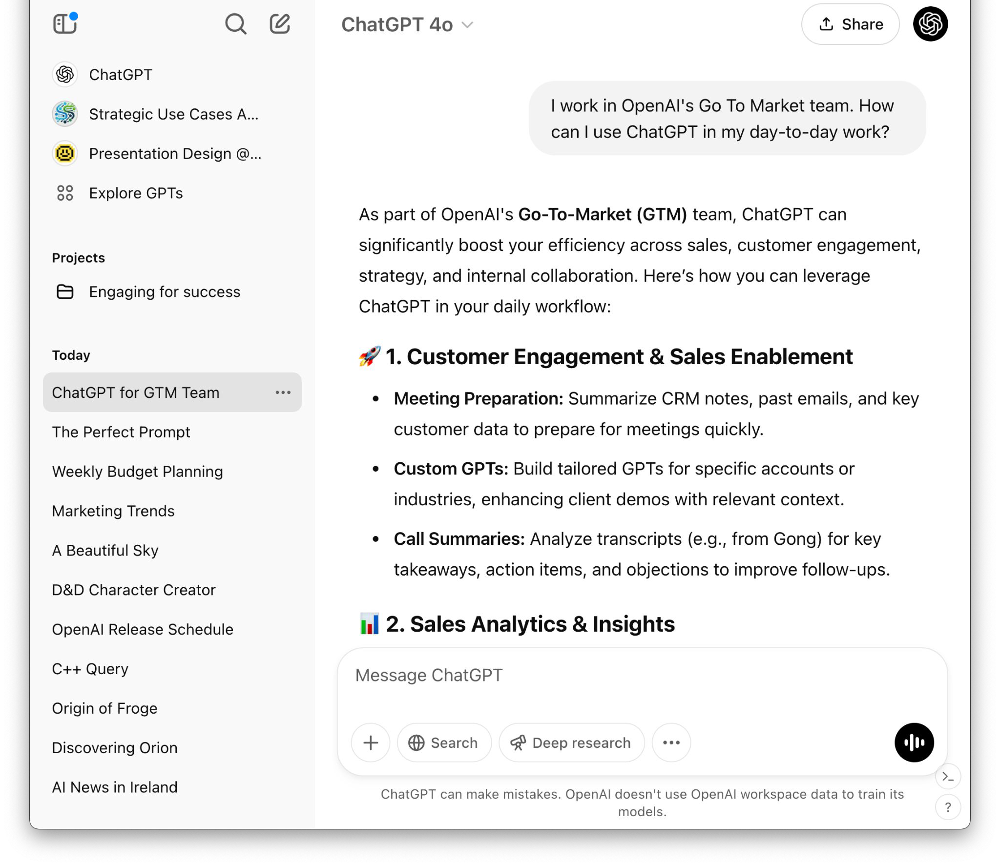 ChatGPT
Strategic Use Cases A...
Presentation Design @...
Explore GPTs
Projects
Engaging for success
Today
ChatGPT for GTM Team
The Perfect Prompt
Weekly Budget Planning
Marketing Trends
A Beautiful Sky
D&D Character Creator
OpenAI Release Schedule
C++ Query
Origin of Froge
Discovering Orion
AI News in Ireland
ChatGPT 4o
Share
I work in OpenAI's Go To Market team. How
can I use ChatGPT in my day-to-day work?
As part of OpenAI's Go-To-Market (GTM) team, ChatGPT can
significantly boost your efficiency across sales, customer engagement,
strategy, and internal collaboration. Here’s how you can leverage
ChatGPT in your daily workflow:
🚀 1. Customer Engagement & Sales Enablement
• Meeting Preparation: Summarize CRM notes, past emails, and key
customer data to prepare for meetings quickly.
• Custom GPTs: Build tailored GPTs for specific accounts or
industries, enhancing client demos with relevant context.
• Call Summaries: Analyze transcripts (e.g., from Gong) for key
takeaways, action items, and objections to improve follow-ups.
📊 2. Sales Analytics & Insights
Message ChatGPT
Search
Deep research
ChatGPT can make mistakes. OpenAI doesn't use OpenAI workspace data to train its
models.
?